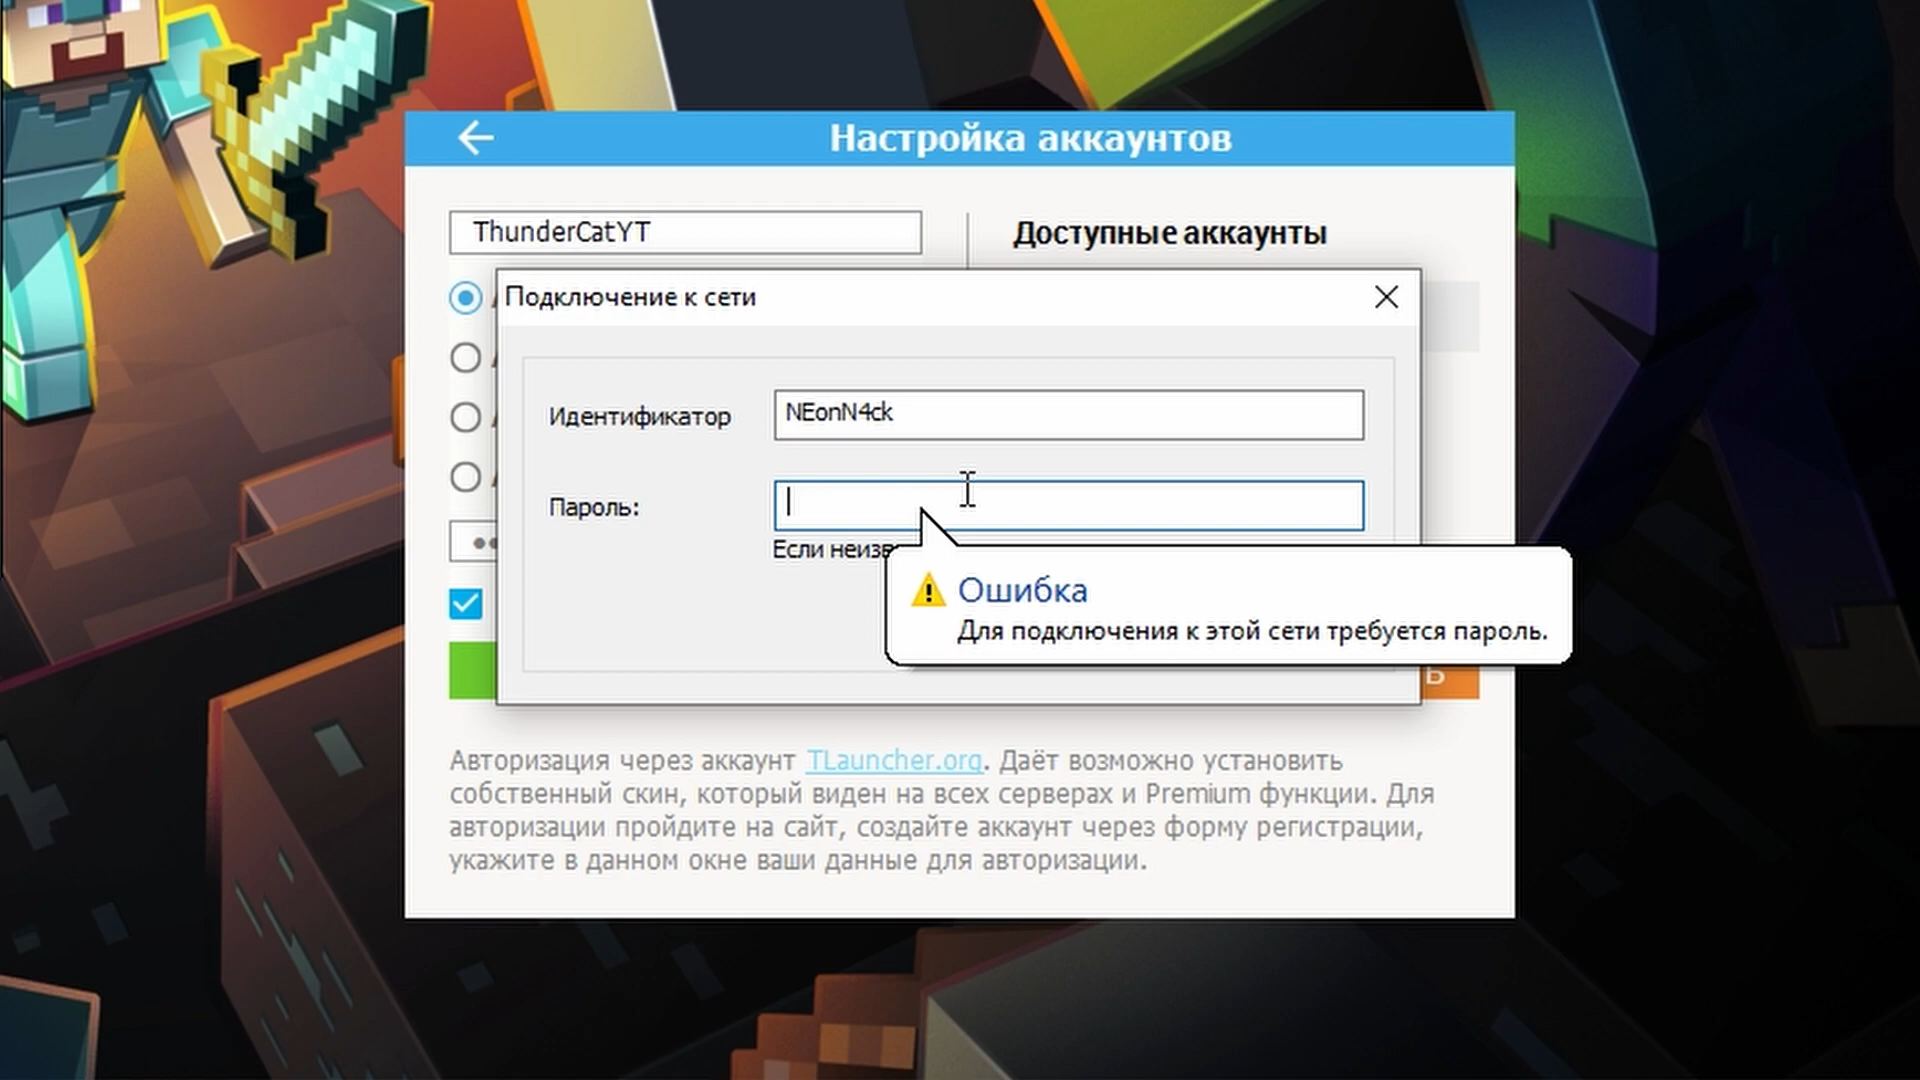 Настройка аккаунтов
ThunderCatYT
Доступные аккаунты
Подключение к сети
Идентификатор
NEonN4ck
Пароль:
Если
Ошибка
Для подключения к этой сети требуется пароль.
Авторизация через аккаунт TLauncher.org. Даёт возможно установить
собственный скин, который виден на всех серверах и Premium функции. Для
авторизации пройдите на сайт, создайте аккаунт через форму регистрации,
укажите в данном окне ваши данные для авторизации.